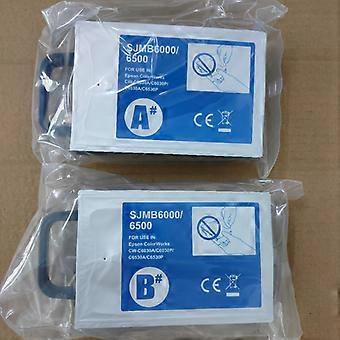 SJMB6000/
6500
FOR USE IN:
Epson ColorWorks
CW-C6030A/C6030P/
C6530A/C6530P
A#
CE
SJMB6000/
6500
FOR USE IN:
Epson ColorWorks
CW-C6030A/C6030P/
C6530A/C6530P
B#
CE